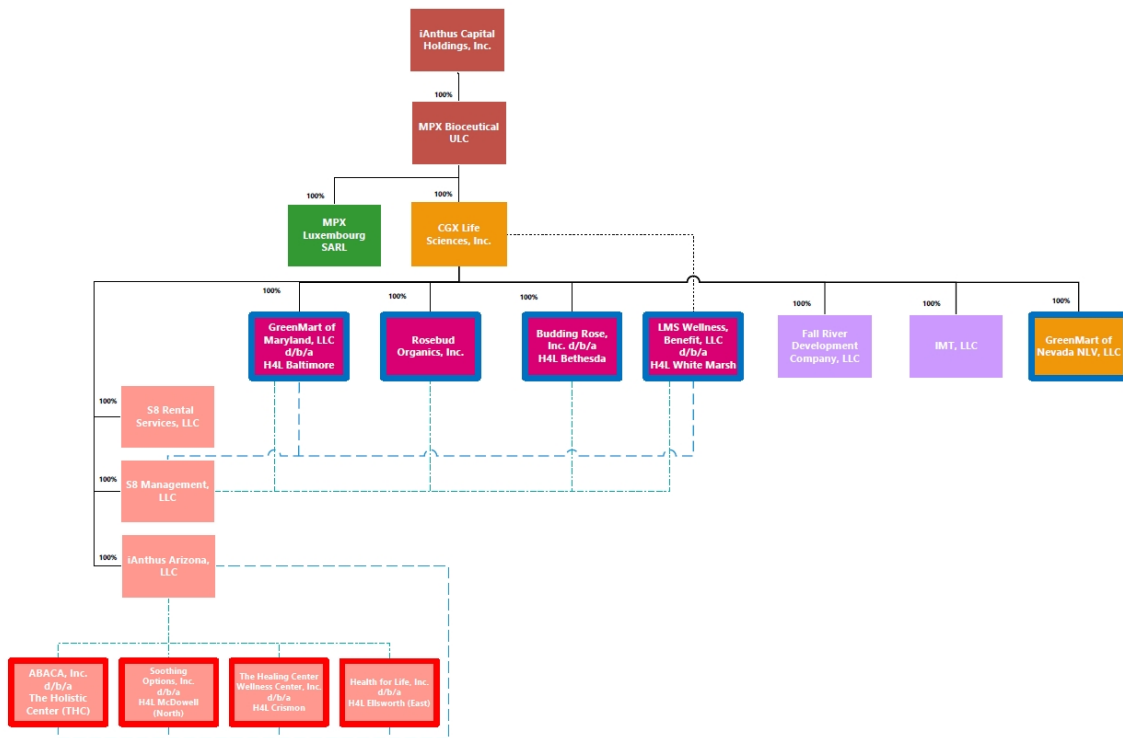 iAnthus Capital
Holdings, Inc.
100%
MPX Bioceutical
ULC
100%
100%
MPX
Luxembourg
SARL
CGX Life
Sciences, Inc.
100%
100%
100%
100%
100%
100%
GreenMart of
Maryland, LLC
d/b/a
H4L Baltimore
Rosebud
Organics, Inc.
Budding Rose,
Inc. d/b/a
H4L Bethesda
LMS Wellness,
Benefit, LLC
d/b/a
H4L White Marsh
Fall River
Development
Company, LLC
IMT, LLC
GreenMart of
Nevada NLV, LLC
100%
S8 Rental
Services, LLC
100%
S8 Management,
LLC
100%
iAnthus Arizona,
LLC
ABACA, Inc.
d/b/a
The Holistic
Center (THC)
Soothing
Options, Inc.
d/b/a
H4L McDowell
(North)
The Healing Center
Wellness Center, Inc.
d/b/a
H4L Crismon
Health for Life, Inc.
d/b/a
H4L Ellsworth (East)